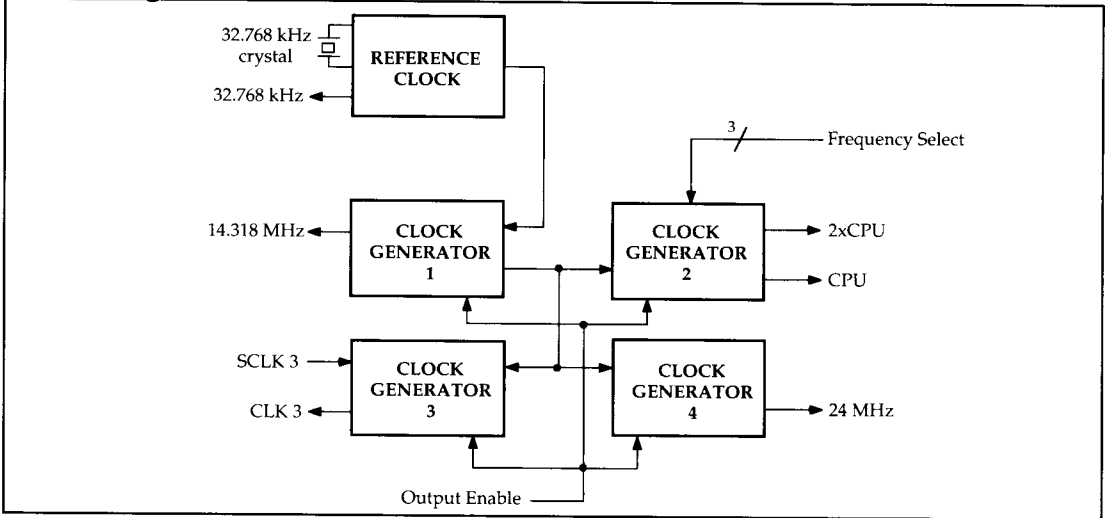 32.768 kHz
crystal
REFERENCE
CLOCK
32.768 kHz
3
Frequency Select
14.318 MHz
CLOCK
GENERATOR
1
CLOCK
GENERATOR
2
2xCPU
CPU
SCLK 3
CLK 3
CLOCK
GENERATOR
3
CLOCK
GENERATOR
4
24 MHz
Output Enable